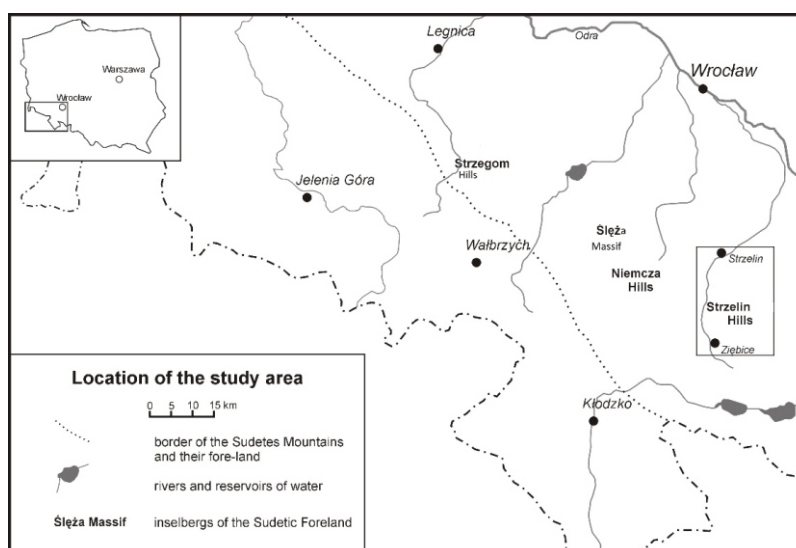 Warszawa
Wrocław
Legnica
Odra
Wrocław
Strzegom
Hills
Jelenia Góra
Ślęża
Massif
Wałbrzych
Strzelin
Niemcza
Hills
Strzelin
Hills
Ziębice
Kłodzko
Location of the study area
0 5 10 15 km
border of the Sudetes Mountains
and their fore-land
rivers and reservoirs of water
Ślęża Massif inselbergs of the Sudetic Foreland